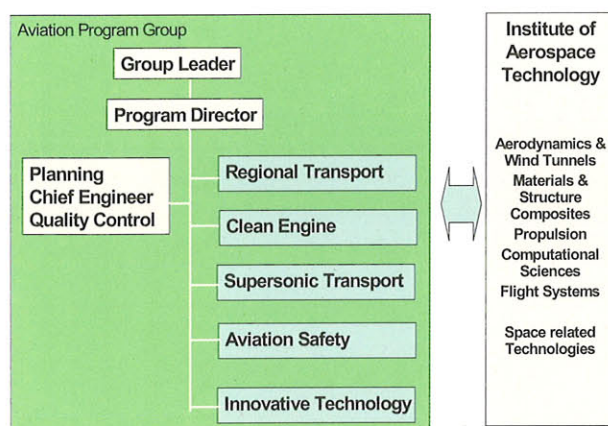 Aviation Program Group
Group Leader
Program Director
Planning
Chief Engineer
Quality Control
Regional Transport
Clean Engine
Supersonic Transport
Aviation Safety
Innovative Technology
Institute of
Aerospace
Technology
Aerodynamics &
Wind Tunnels
Materials &
Structure
Composites
Propulsion
Computational
Sciences
Flight Systems
Space related
Technologies